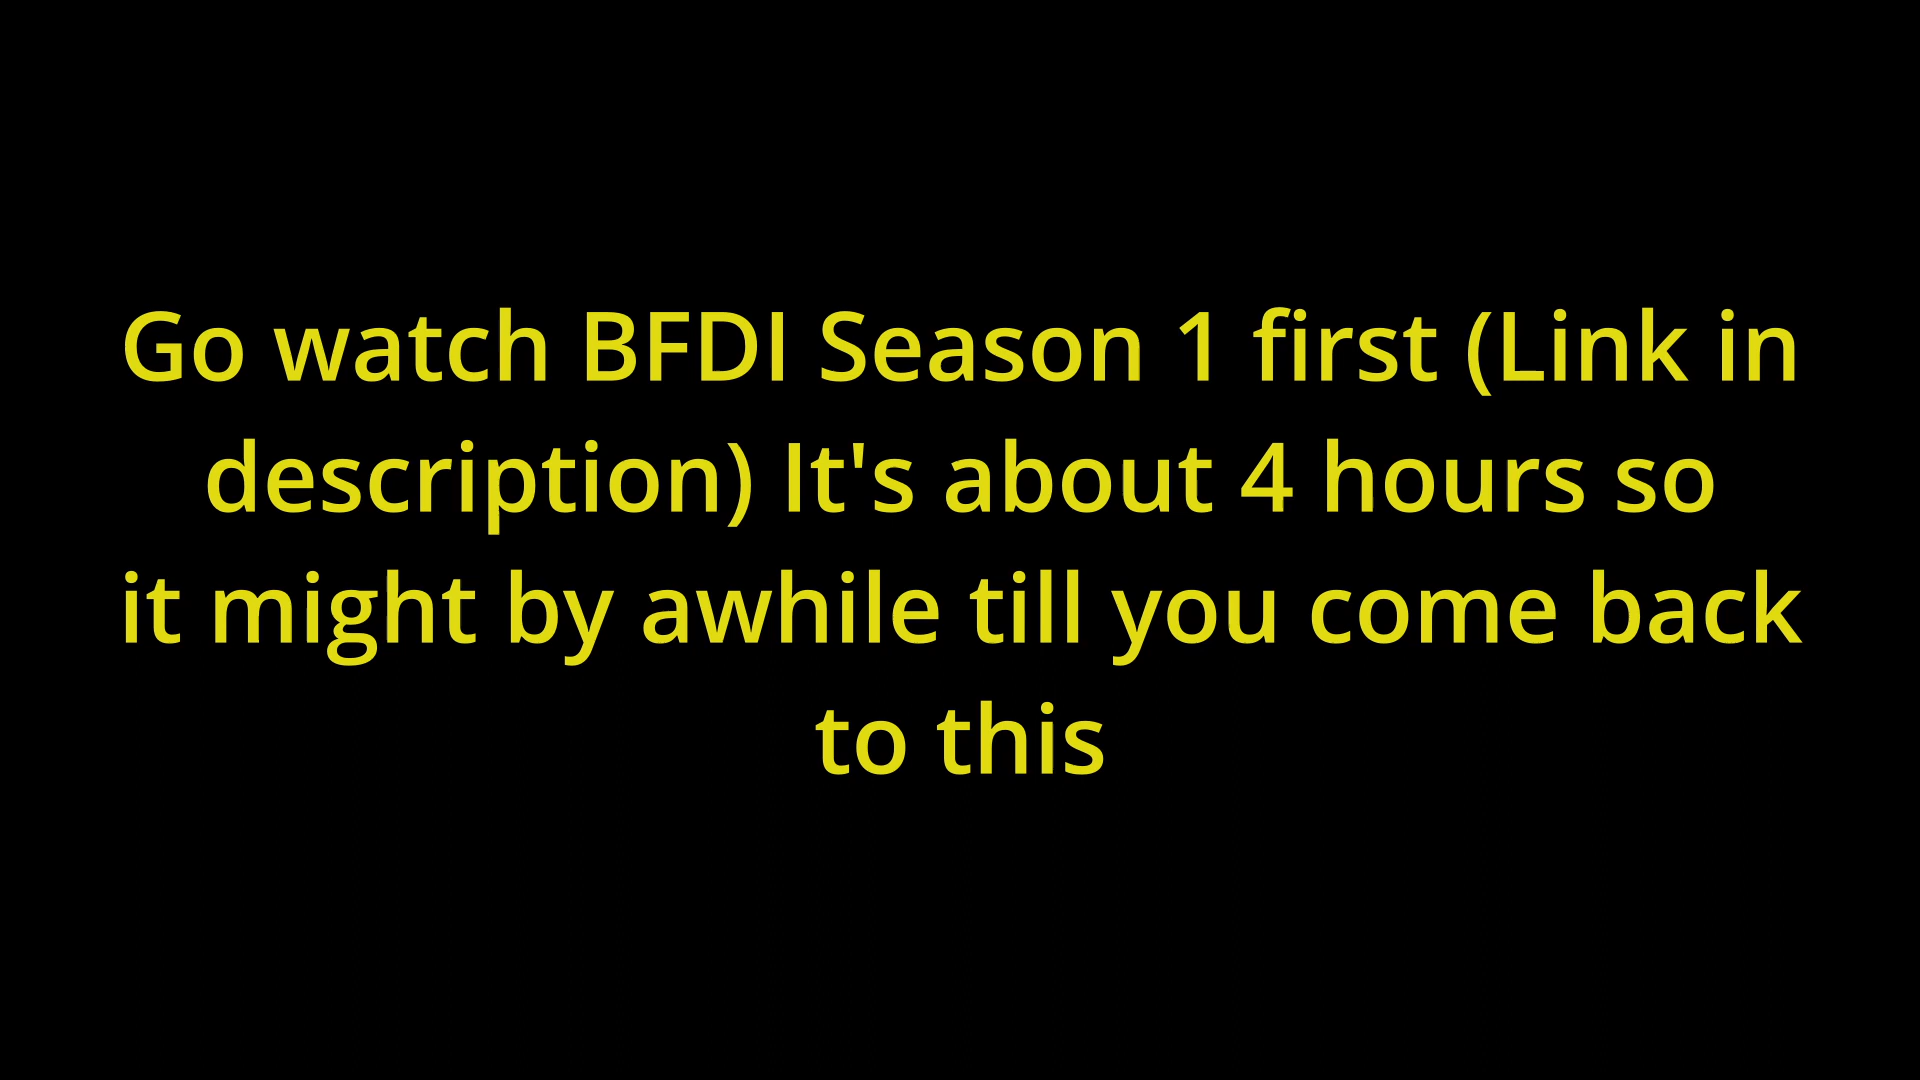 Go watch BFDI Season 1 first (Link in
description) It's about 4 hours so
it might by awhile till you come back
to this